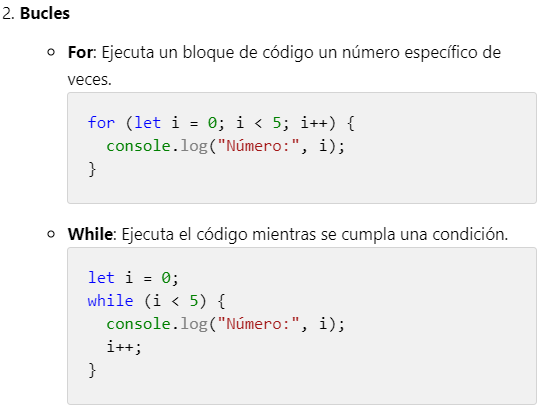 2. Bucles
○ For: Ejecuta un bloque de código un número específico de
veces.
for (let i = 0; i < 5; i++) {
  console.log("Número:", i);
}
○ While: Ejecuta el código mientras se cumpla una condición.
let i = 0;
while (i < 5) {
  console.log("Número:", i);
  i++;
}